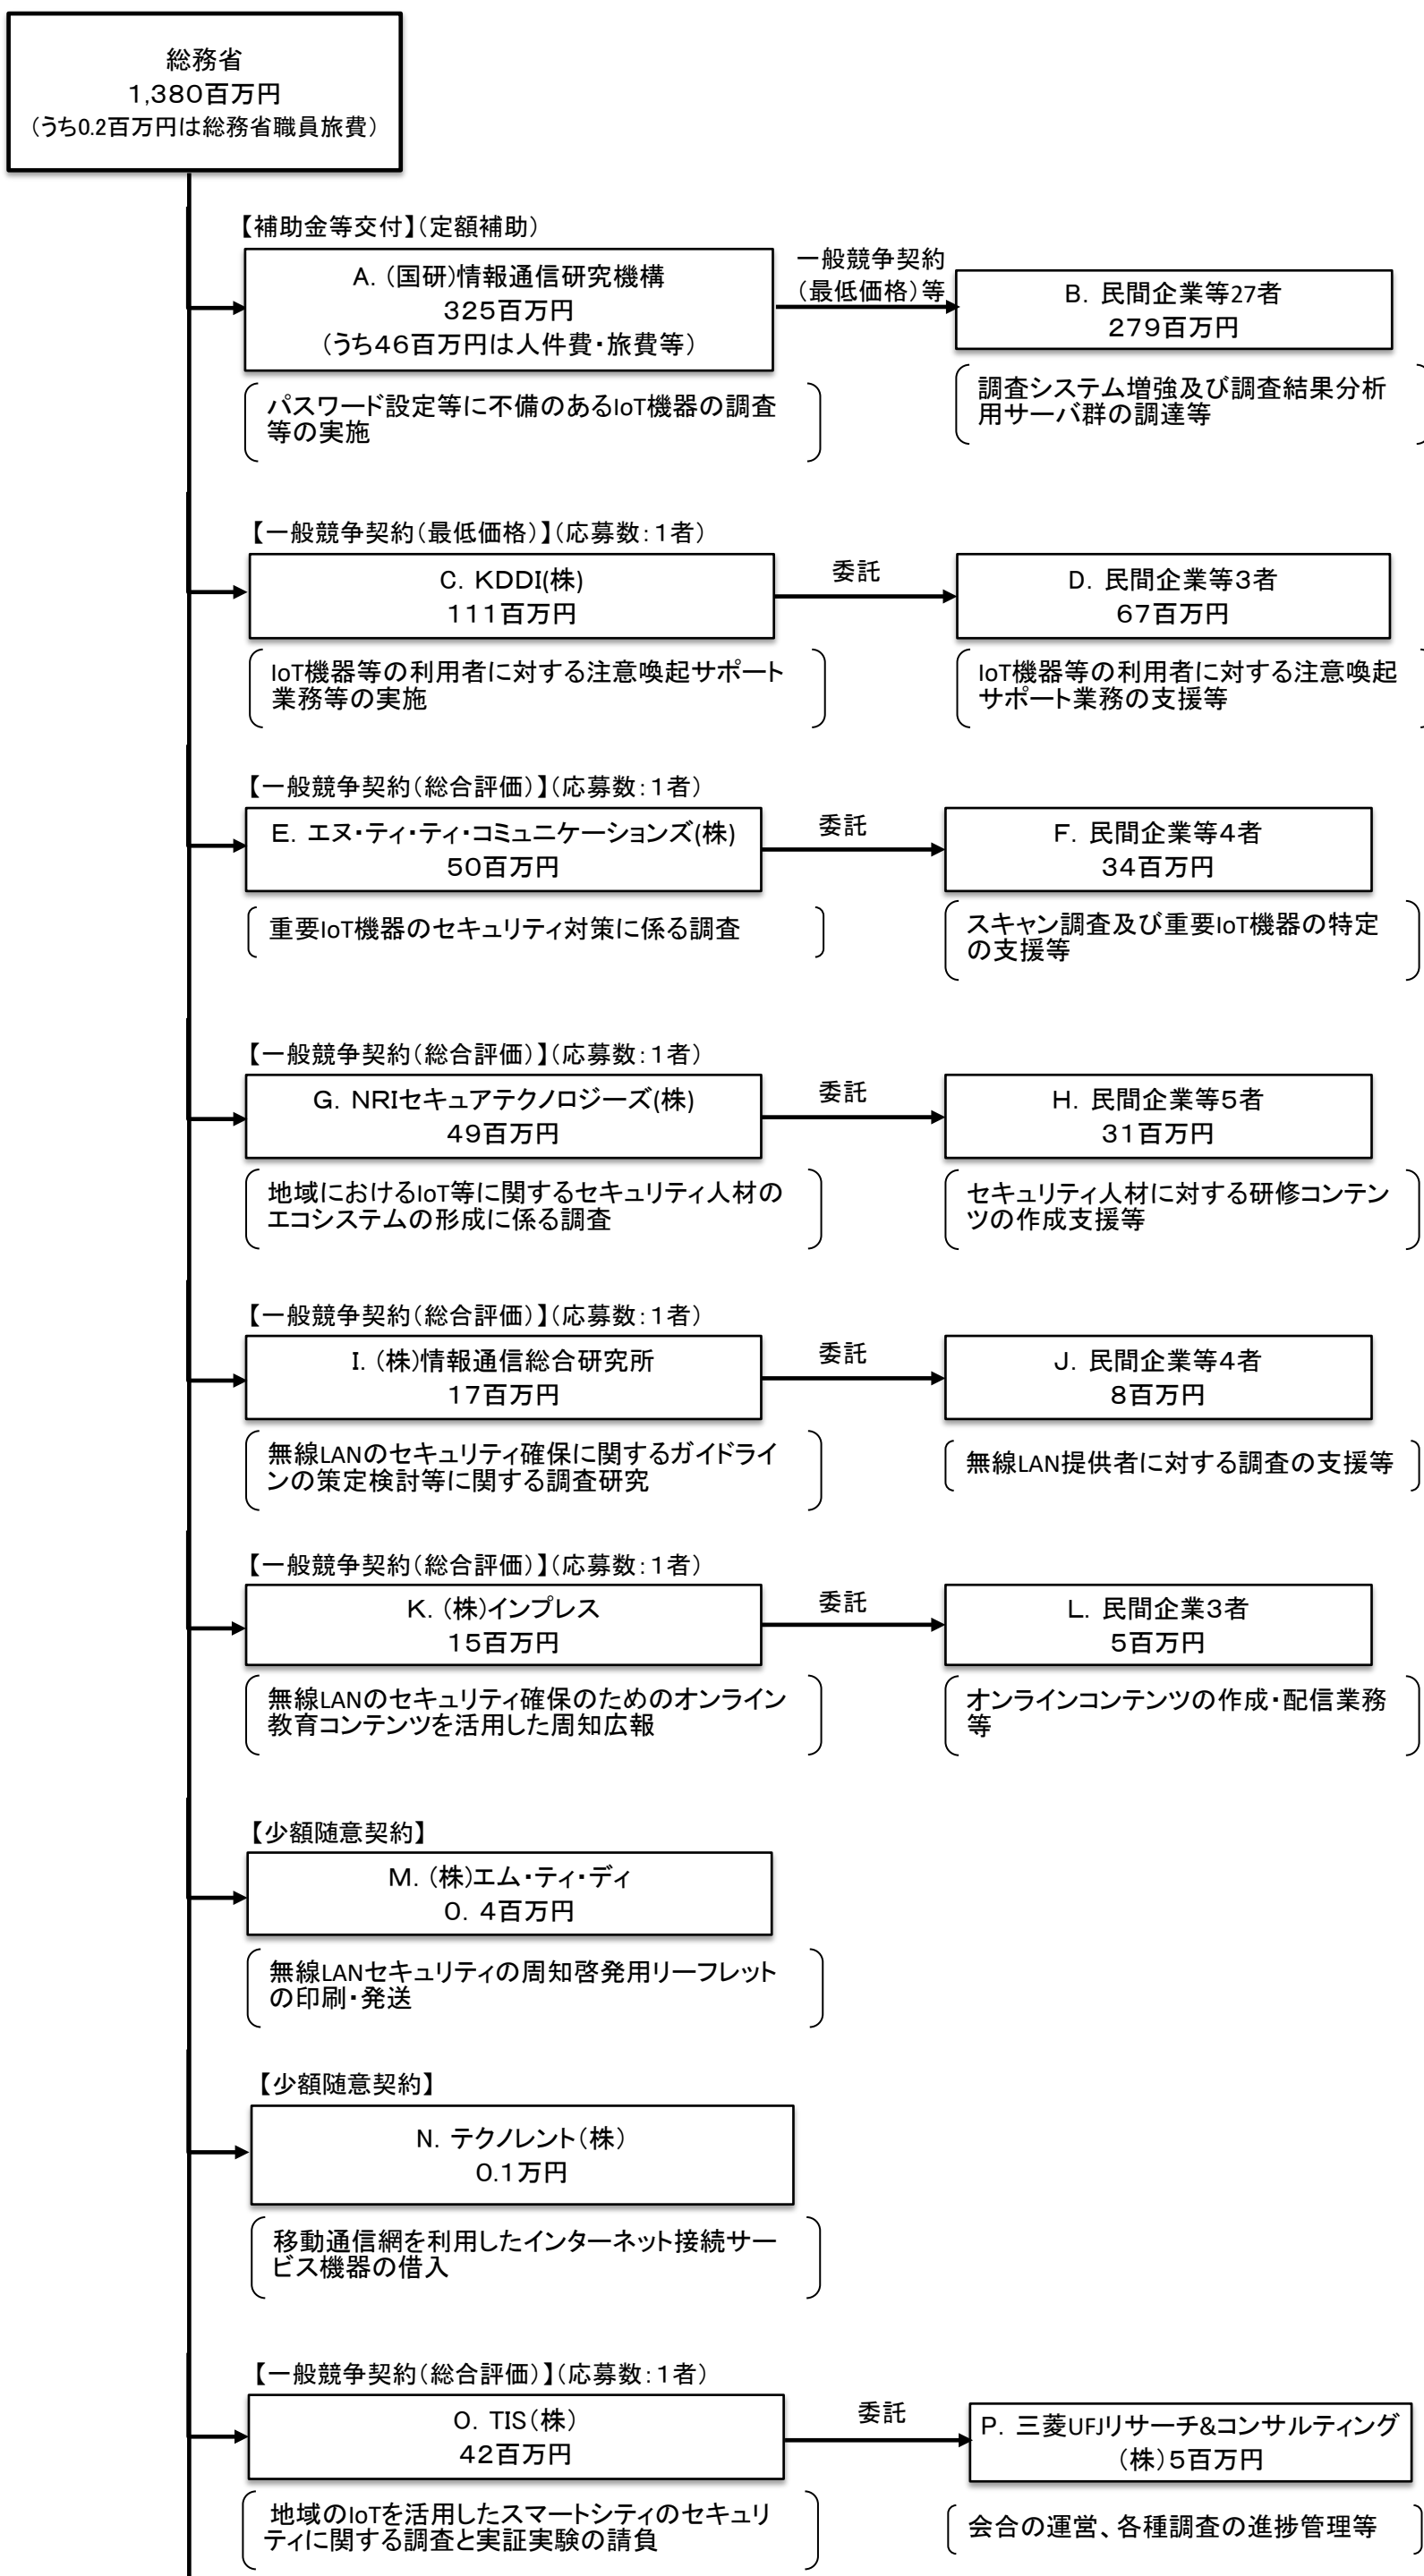 総務省
1,380百万円
（うち0.2百万円は総務省職員旅費）
【補助金等交付】（定額補助）
A. （国研）情報通信研究機構
325百万円
（うち46百万円は人件費・旅費等）
一般競争契約
（最低価格）等
B. 民間企業等27者
279百万円
パスワード設定等に不備のあるIoT機器の調査
等の実施
調査システム増強及び調査結果分析
用サーバ群の調達等
【一般競争契約（最低価格）】（応募数：1者）
C. KDDI(株)
111百万円
委託
D. 民間企業等3者
67百万円
IoT機器等の利用者に対する注意喚起サポート
業務等の実施
IoT機器等の利用者に対する注意喚起
サポート業務の支援等
【一般競争契約（総合評価）】（応募数：1者）
E. エヌ・ティ・ティ・コミュニケーションズ(株)
50百万円
委託
F. 民間企業等4者
34百万円
重要IoT機器のセキュリティ対策に係る調査
スキャン調査及び重要IoT機器の特定
の支援等
【一般競争契約（総合評価）】（応募数：1者）
G. NRIセキュアテクノロジーズ(株)
49百万円
委託
H. 民間企業等5者
31百万円
地域におけるIoT等に関するセキュリティ人材の
エコシステムの形成に係る調査
セキュリティ人材に対する研修コンテン
ツの作成支援等
【一般競争契約（総合評価）】（応募数：1者）
I. （株）情報通信総合研究所
17百万円
委託
J. 民間企業等4者
8百万円
無線LANのセキュリティ確保に関するガイドライ
ンの策定検討等に関する調査研究
無線LAN提供者に対する調査の支援等
【一般競争契約（総合評価）】（応募数：1者）
K. （株）インプレス
15百万円
委託
L. 民間企業3者
5百万円
無線LANのセキュリティ確保のためのオンライン
教育コンテンツを活用した周知広報
オンラインコンテンツの作成・配信業務
等
【少額随意契約】
M. （株）エム・ティ・ディ
0. 4百万円
無線LANセキュリティの周知啓発用リーフレット
の印刷・発送
【少額随意契約】
N. テクノレント（株）
0.1万円
移動通信網を利用したインターネット接続サー
ビス機器の借入
【一般競争契約（総合評価）】（応募数：1者）
O. TIS（株）
42百万円
委託
P. 三菱UFJリサーチ&コンサルティング
（株）5百万円
地域のIoTを活用したスマートシティのセキュリ
ティに関する調査と実証実験の請負
会合の運営、各種調査の進捗管理等